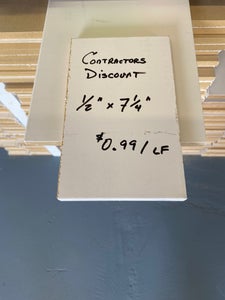 CONTRACTORS
DISCOUNT
1/2" x 7 1/4"
$0.99/LF